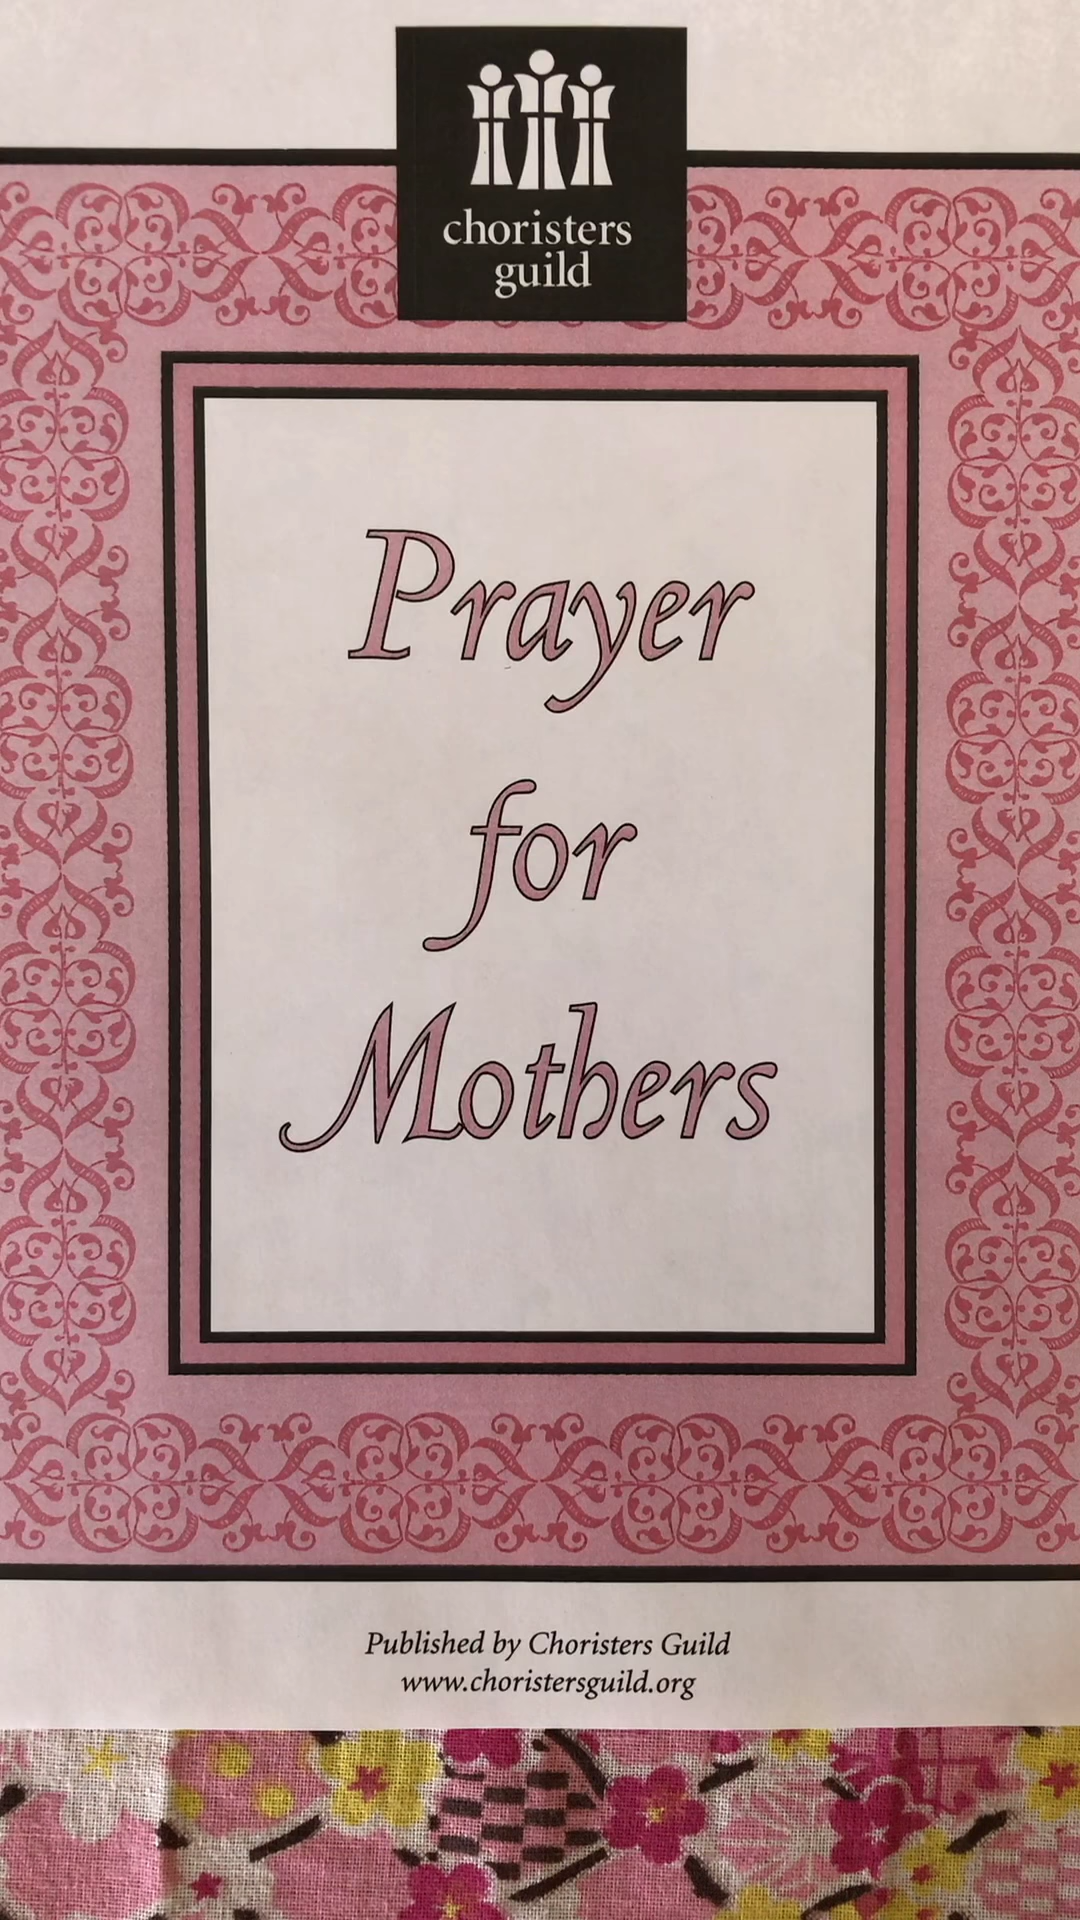 choristers
guild
Prayer
for
Mothers
Published by Choristers Guild
www.choristersguild.org